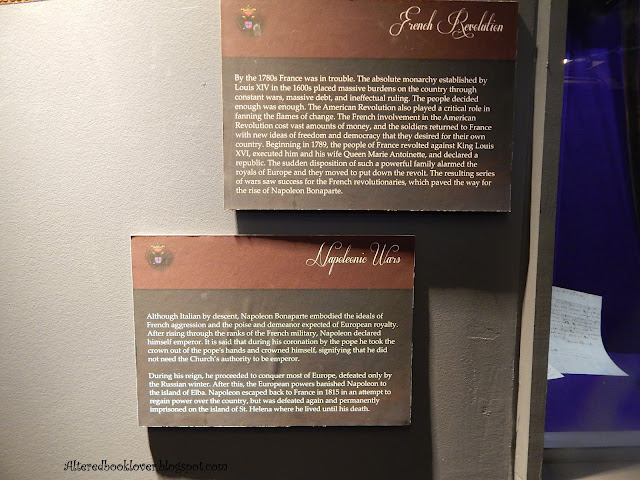 French Revolution
By the 1780s France was in trouble. The absolute monarchy established by
Louis XIV in the 1600s placed massive burdens on the country through
constant wars, massive debt, and ineffectual ruling. The people decided
enough was enough. The American Revolution also played a critical role in
fanning the flames of change. The French involvement in the American
Revolution cost vast amounts of money, and the soldiers returned to France
with new ideas of freedom and democracy that they desired for their own
country. Beginning in 1789, the people of France revolted against King Louis
XVI, executed him and his wife Queen Marie Antoinette, and declared a
republic. The sudden disposition of such a powerful family alarmed the
royals of Europe and they moved to put down the revolt. The resulting series
of wars saw success for the French revolutionaries, which paved the way for
the rise of Napoleon Bonaparte.
Napoleonic Wars
Although Italian by descent, Napoleon Bonaparte embodied the ideals of
French aggression and the poise and demeanor expected of European royalty.
After rising through the ranks of the French military, Napoleon declared
himself emperor. It is said that during his coronation by the pope he took the
crown out of the pope's hands and crowned himself, signifying that he did
not need the Church's authority to be emperor.
During his reign, he proceeded to conquer most of Europe, defeated only by
the Russian winter. After this, the European powers banished Napoleon to
the island of Elba. Napoleon escaped back to France in 1815 in an attempt to
regain power over the country, but was defeated again and permanently
imprisoned on the island of St. Helena where he lived until his death.
Alteredbooklover.blogspot.com